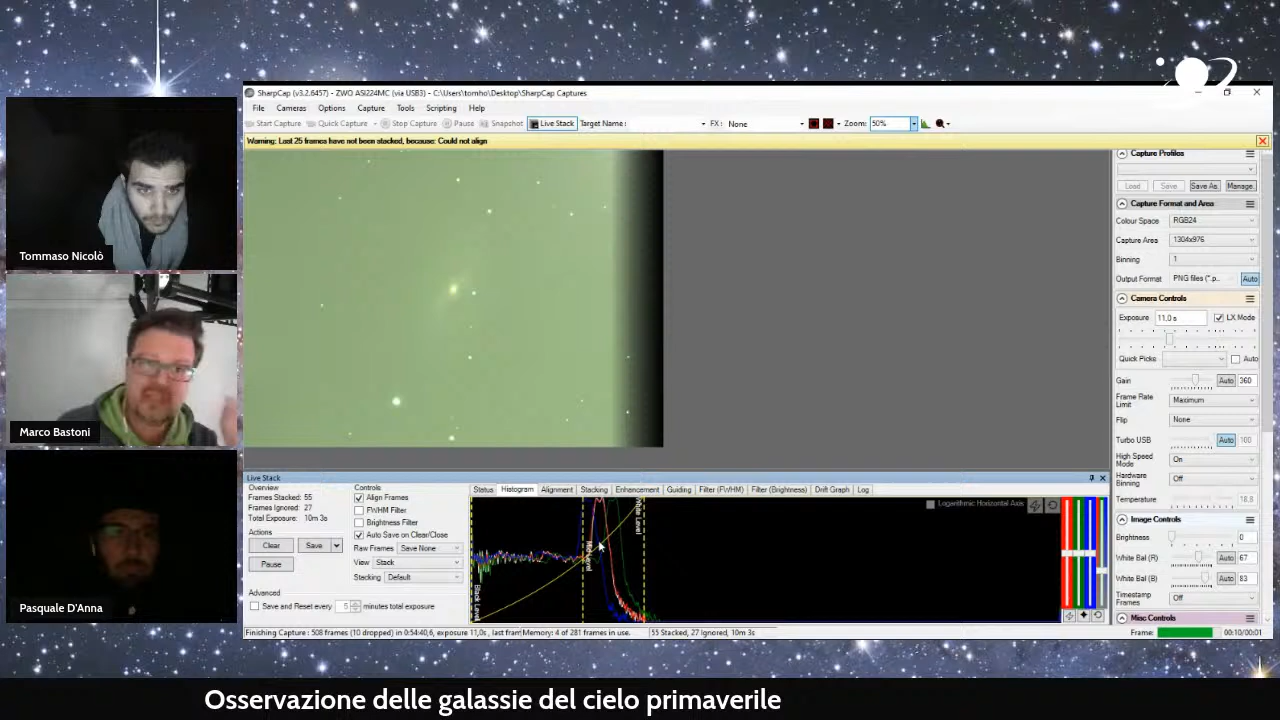 SharpCap (v3.2.6457) - ZWO ASI224MC (via USB3) - C:\Users\tomho\Desktop\SharpCap Captures
File Cameras Options Capture Tools Scripting Help
Start Capture Quick Capture Stop Capture Pause Snapshot Live Stack Target Name: FX: None Zoom: 50%
Warning: Last 25 frames have not been stacked, because: Could not align
Tommaso Nicolò
Marco Bastoni
Pasquale D'Anna
Capture Profiles
Load Save Save As. Manage.
Capture Format and Area
Colour Space RGB24
Capture Area 1304x976
Binning 1
Output Format PNG files (*.p.. Auto
Camera Controls
Exposure 11,0 s LX Mode
Quick Picks Auto
Gain Auto 360
Frame Rate Limit Maximum
Flip None
Turbo USB Auto 100
High Speed Mode On
Hardware Binning Off
Temperature 18.8
Image Controls
Brightness 0
White Bal (R) 67
White Bal (B) 83
Timestamp Frames Off
Misc Controls
Frame: 00:10/00:01
Live Stack
Overview
Frames Stacked: 55
Frames Ignored: 27
Total Exposure: 10m 3s
Actions
Clear Save
Pause
Controls
Align Frames
FWHM Filter
Brightness Filter
Auto Save on Clear/Close
Raw Frames Save None
View Stack
Stacking Default
Advanced
Save and Reset every 5 minutes total exposure
Status Histogram Alignment Stacking Enhancement Guiding Filter (FWHM) Filter (Brightness) Drift Graph Log
Logarithmic Horizontal Axis
Black Level
White Level
Finishing Capture : 508 frames (10 dropped) in 0:54:40,6, exposure 11,0s , last fram Memory: 4 of 281 frames in use. 55 Stacked, 27 Ignored, 10m 3s
Osservazione delle galassie del cielo primaverile